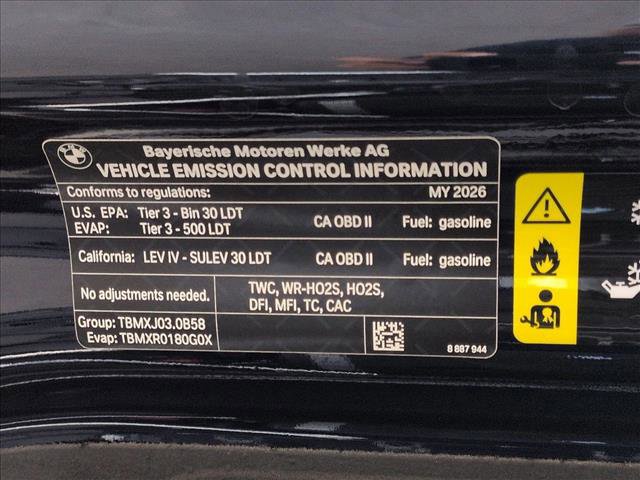 BMW
Bayerische Motoren Werke AG
VEHICLE EMISSION CONTROL INFORMATION
Conforms to regulations: MY 2026
U.S. EPA: Tier 3 - Bin 30 LDT CA OBD II Fuel: gasoline
EVAP: Tier 3 - 500 LDT
California: LEV IV - SULEV 30 LDT CA OBD II Fuel: gasoline
No adjustments needed. TWC, WR-HO2S, HO2S,
DFI, MFI, TC, CAC
Group: TBMXJ03.0B58
Evap: TBMXR0180G0X
8 887 944